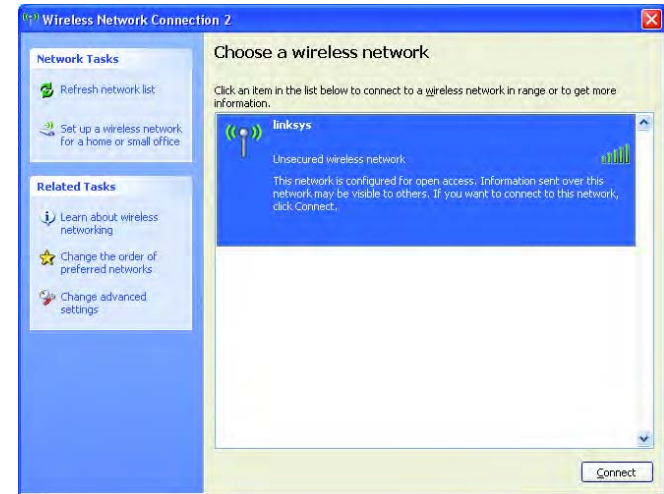 Wireless Network Connection 2
Network Tasks
Refresh network list
Set up a wireless network
for a home or small office
Related Tasks
Learn about wireless
networking
Change the order of
preferred networks
Change advanced
settings
Choose a wireless network
Click an item in the list below to connect to a wireless network in range or to get more
information.
linksys
Unsecured wireless network
This network is configured for open access. Information sent over this
network may be visible to others. If you want to connect to this network,
click Connect.
Connect